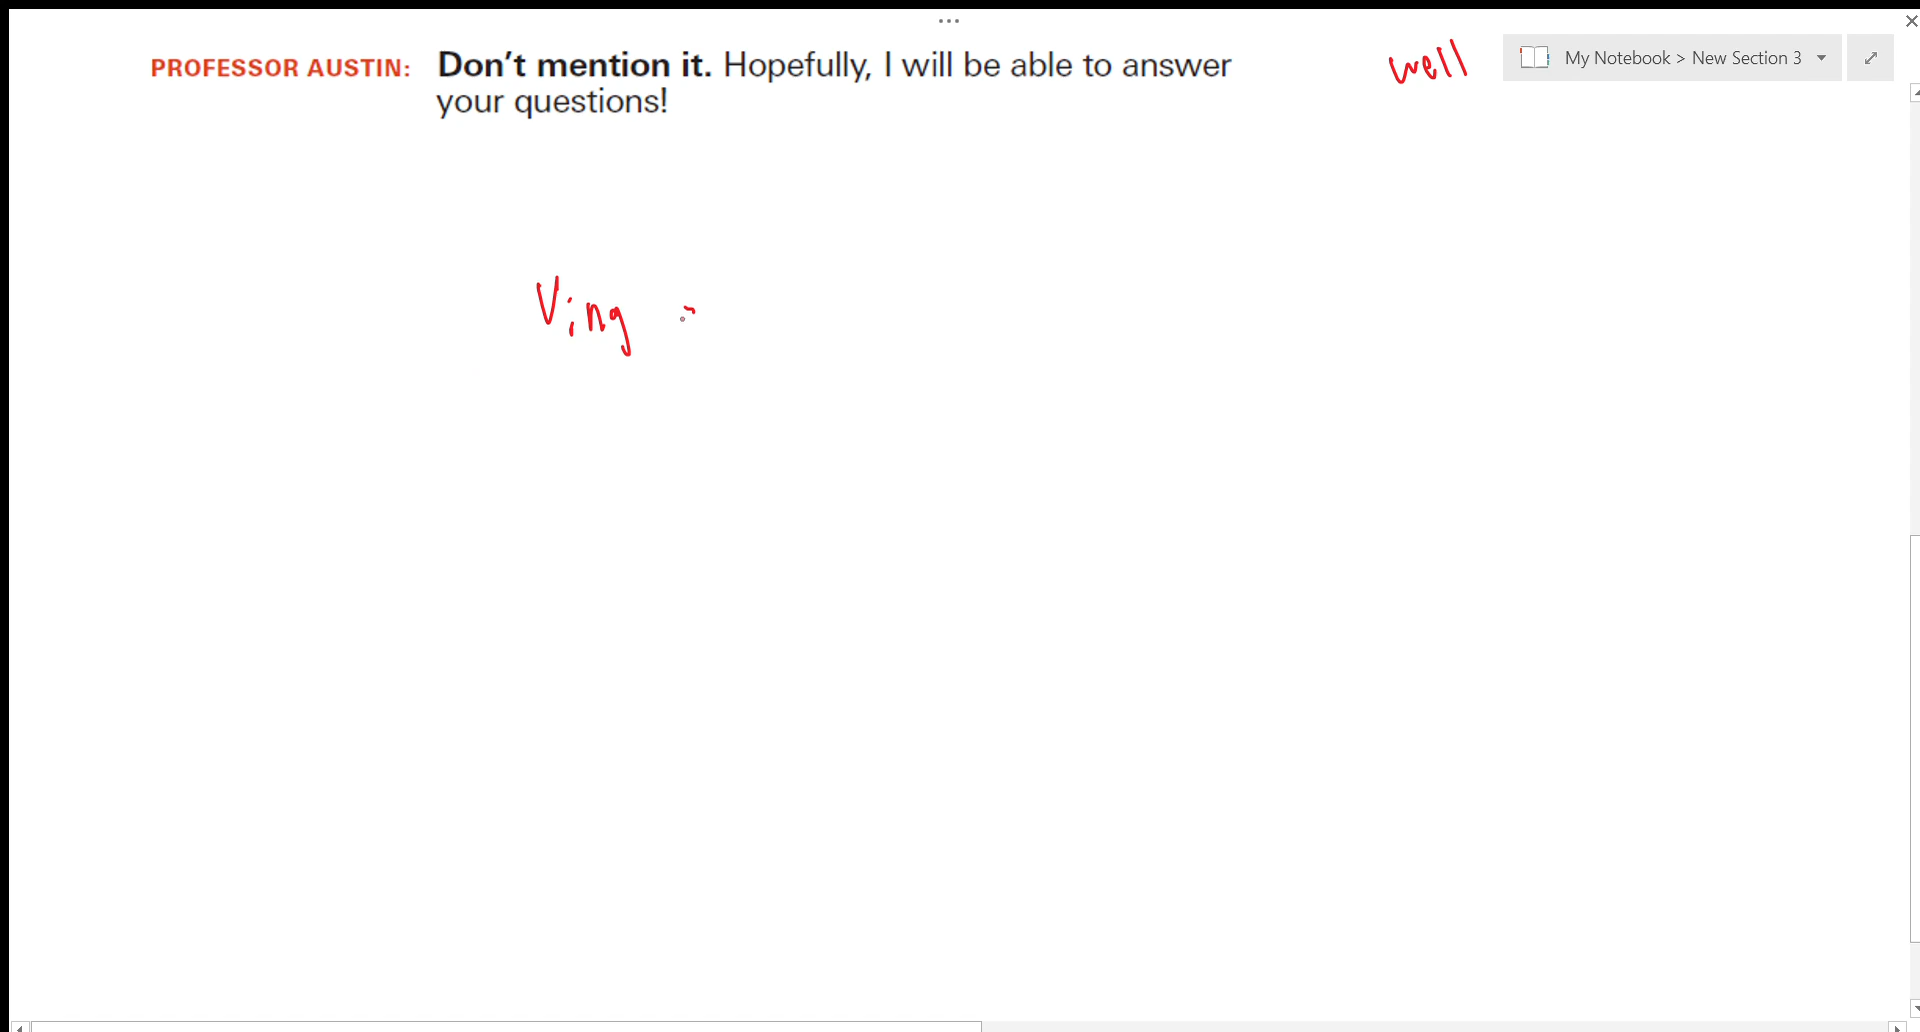 PROFESSOR AUSTIN: Don't mention it. Hopefully, I will be able to answer
your questions!
well
My Notebook > New Section 3
Ving